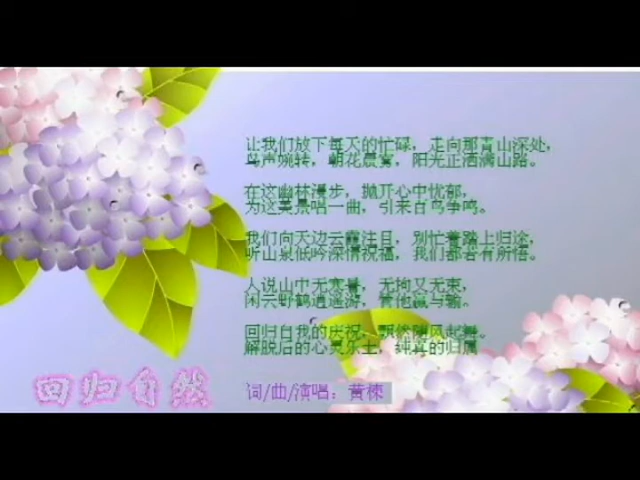 让我们放下每天的忙碌，走向那青山深处，
鸟声婉转，朝花晨露，阳光正洒满山路。
在这幽林漫步，抛开心中忧郁，
为这美景唱一曲，引来百鸟争鸣。
我们向天边云霞注目，别忙着踏上归途，
听山泉低吟深情祝福，我们都若有所悟。
人说山中无寒暑，无拘又无束，
闲云野鹤逍遥游，管他赢与输。
回归自我的庆祝，飘悠随风起舞。
解脱后的心灵乐土，纯真的归属
回归自然
词/曲/演唱：黄楝